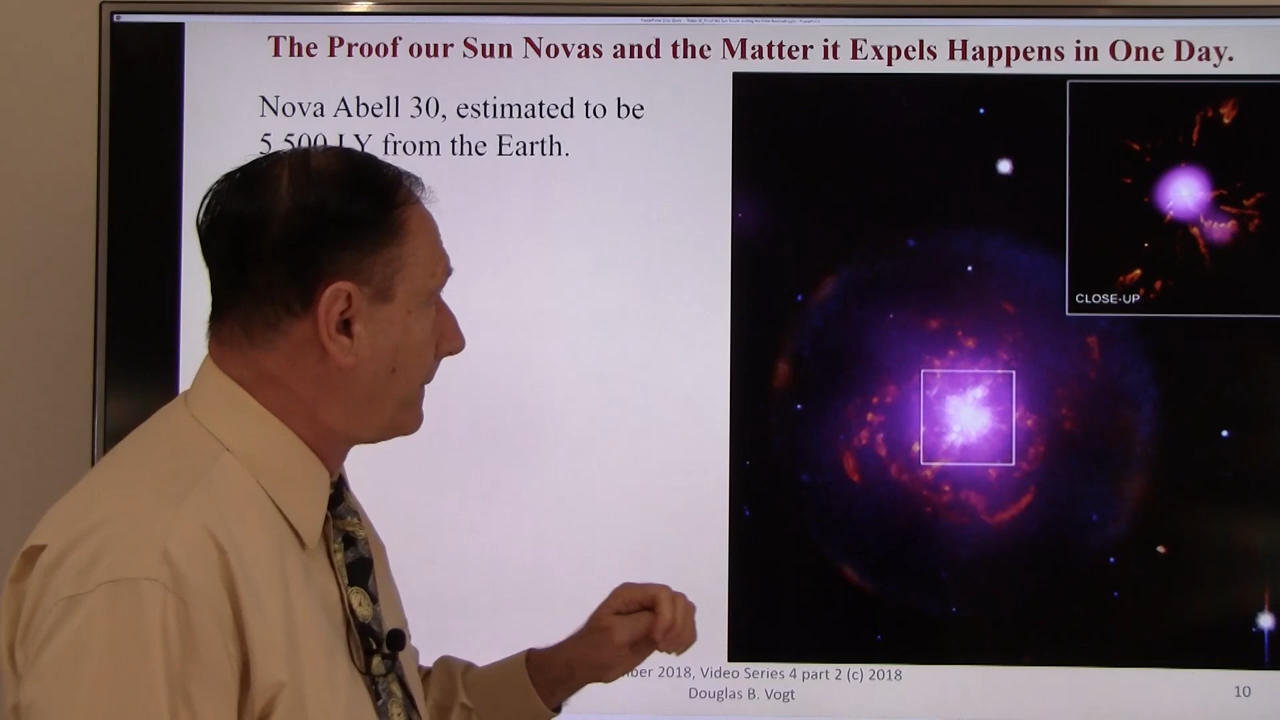 The Proof our Sun Novas and the Matter it Expels Happens in One Day.
Nova Abell 30, estimated to be
5,500 LY from the Earth.
CLOSE-UP
2018, Video Series 4 part 2 (c) 2018
Douglas B. Vogt
10